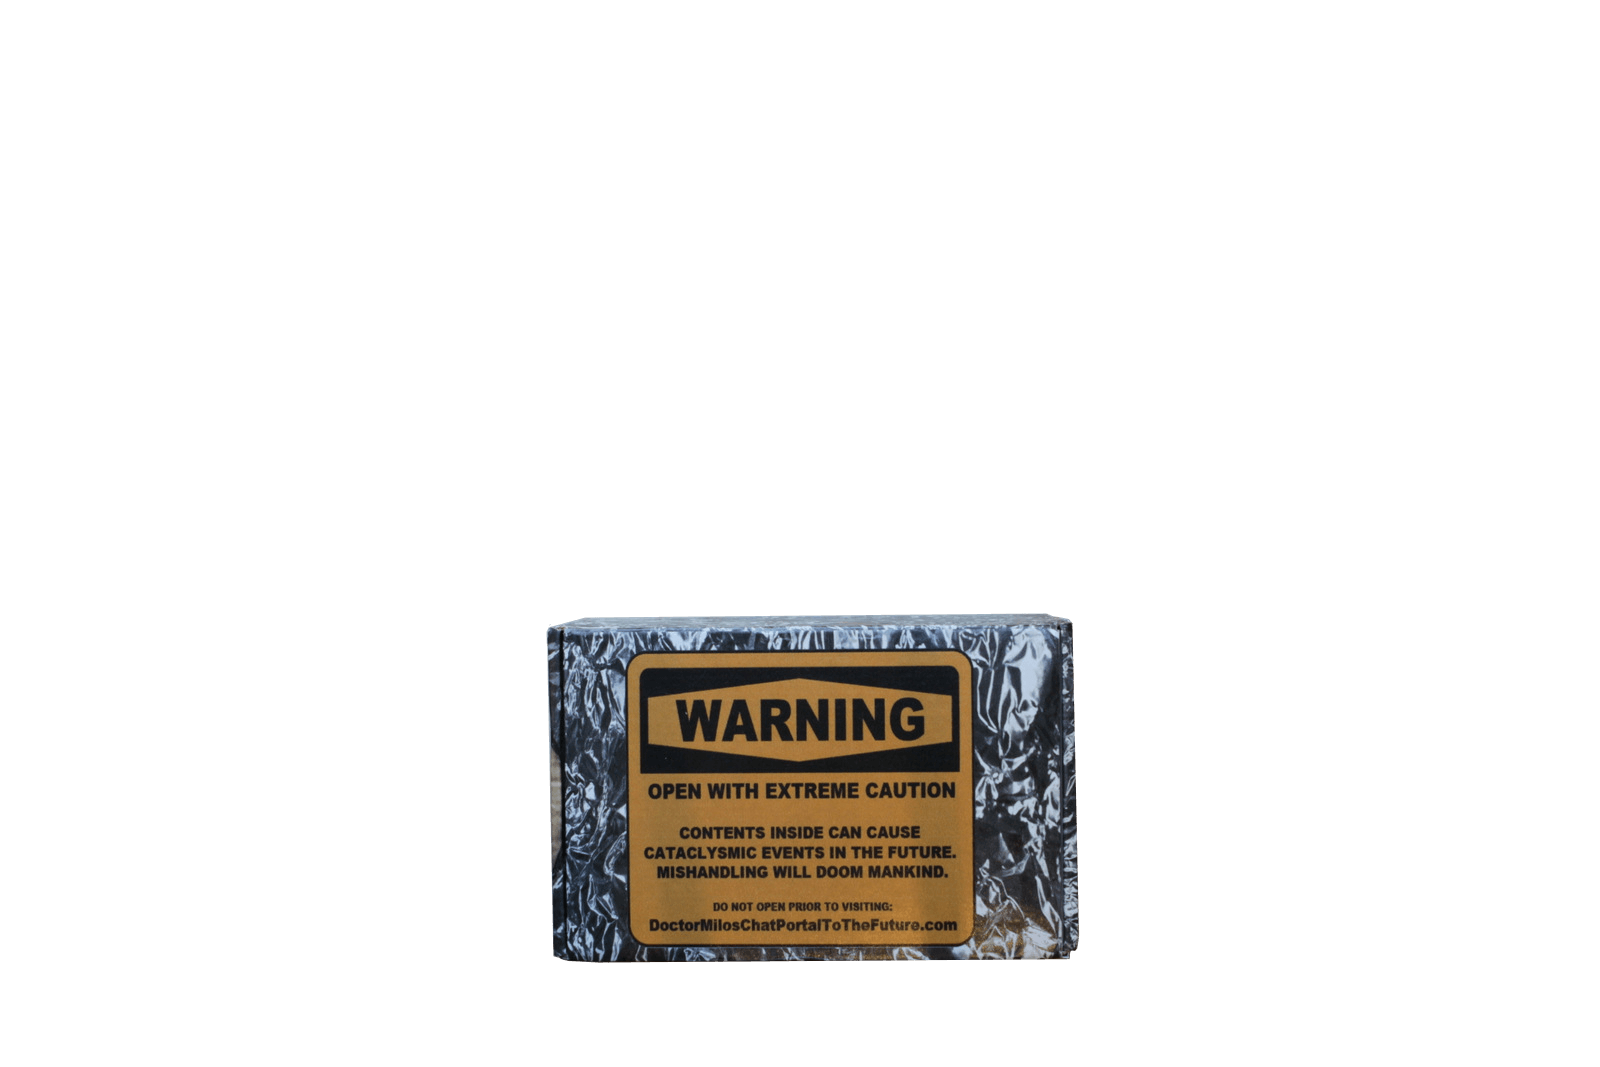 WARNING
OPEN WITH EXTREME CAUTION
CONTENTS INSIDE CAN CAUSE
CATACLYSMIC EVENTS IN THE FUTURE.
MISHANDLING WILL DOOM MANKIND.
DO NOT OPEN PRIOR TO VISITING:
DoctorMilosChatPortalToTheFuture.com